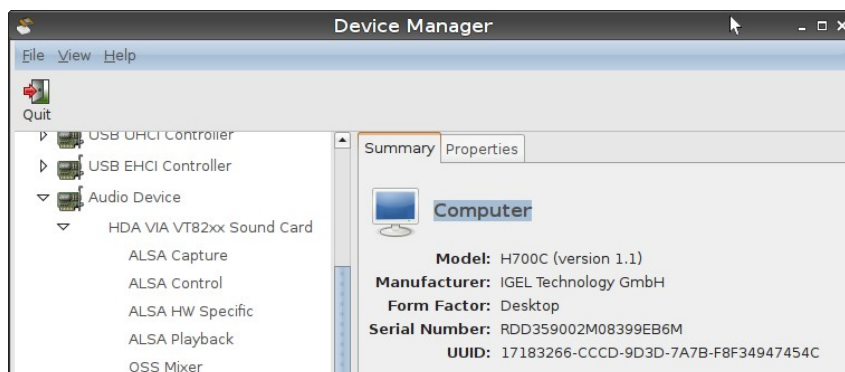 Device Manager
File View Help
Quit
USB UHCI Controller
USB EHCI Controller
Audio Device
HDA VIA VT82xx Sound Card
ALSA Capture
ALSA Control
ALSA HW Specific
ALSA Playback
OSS Mixer
Summary Properties
Computer
Model: H700C (version 1.1)
Manufacturer: IGEL Technology GmbH
Form Factor: Desktop
Serial Number: RDD359002M08399EB6M
UUID: 17183266-CCCD-9D3D-7A7B-F8F34947454C